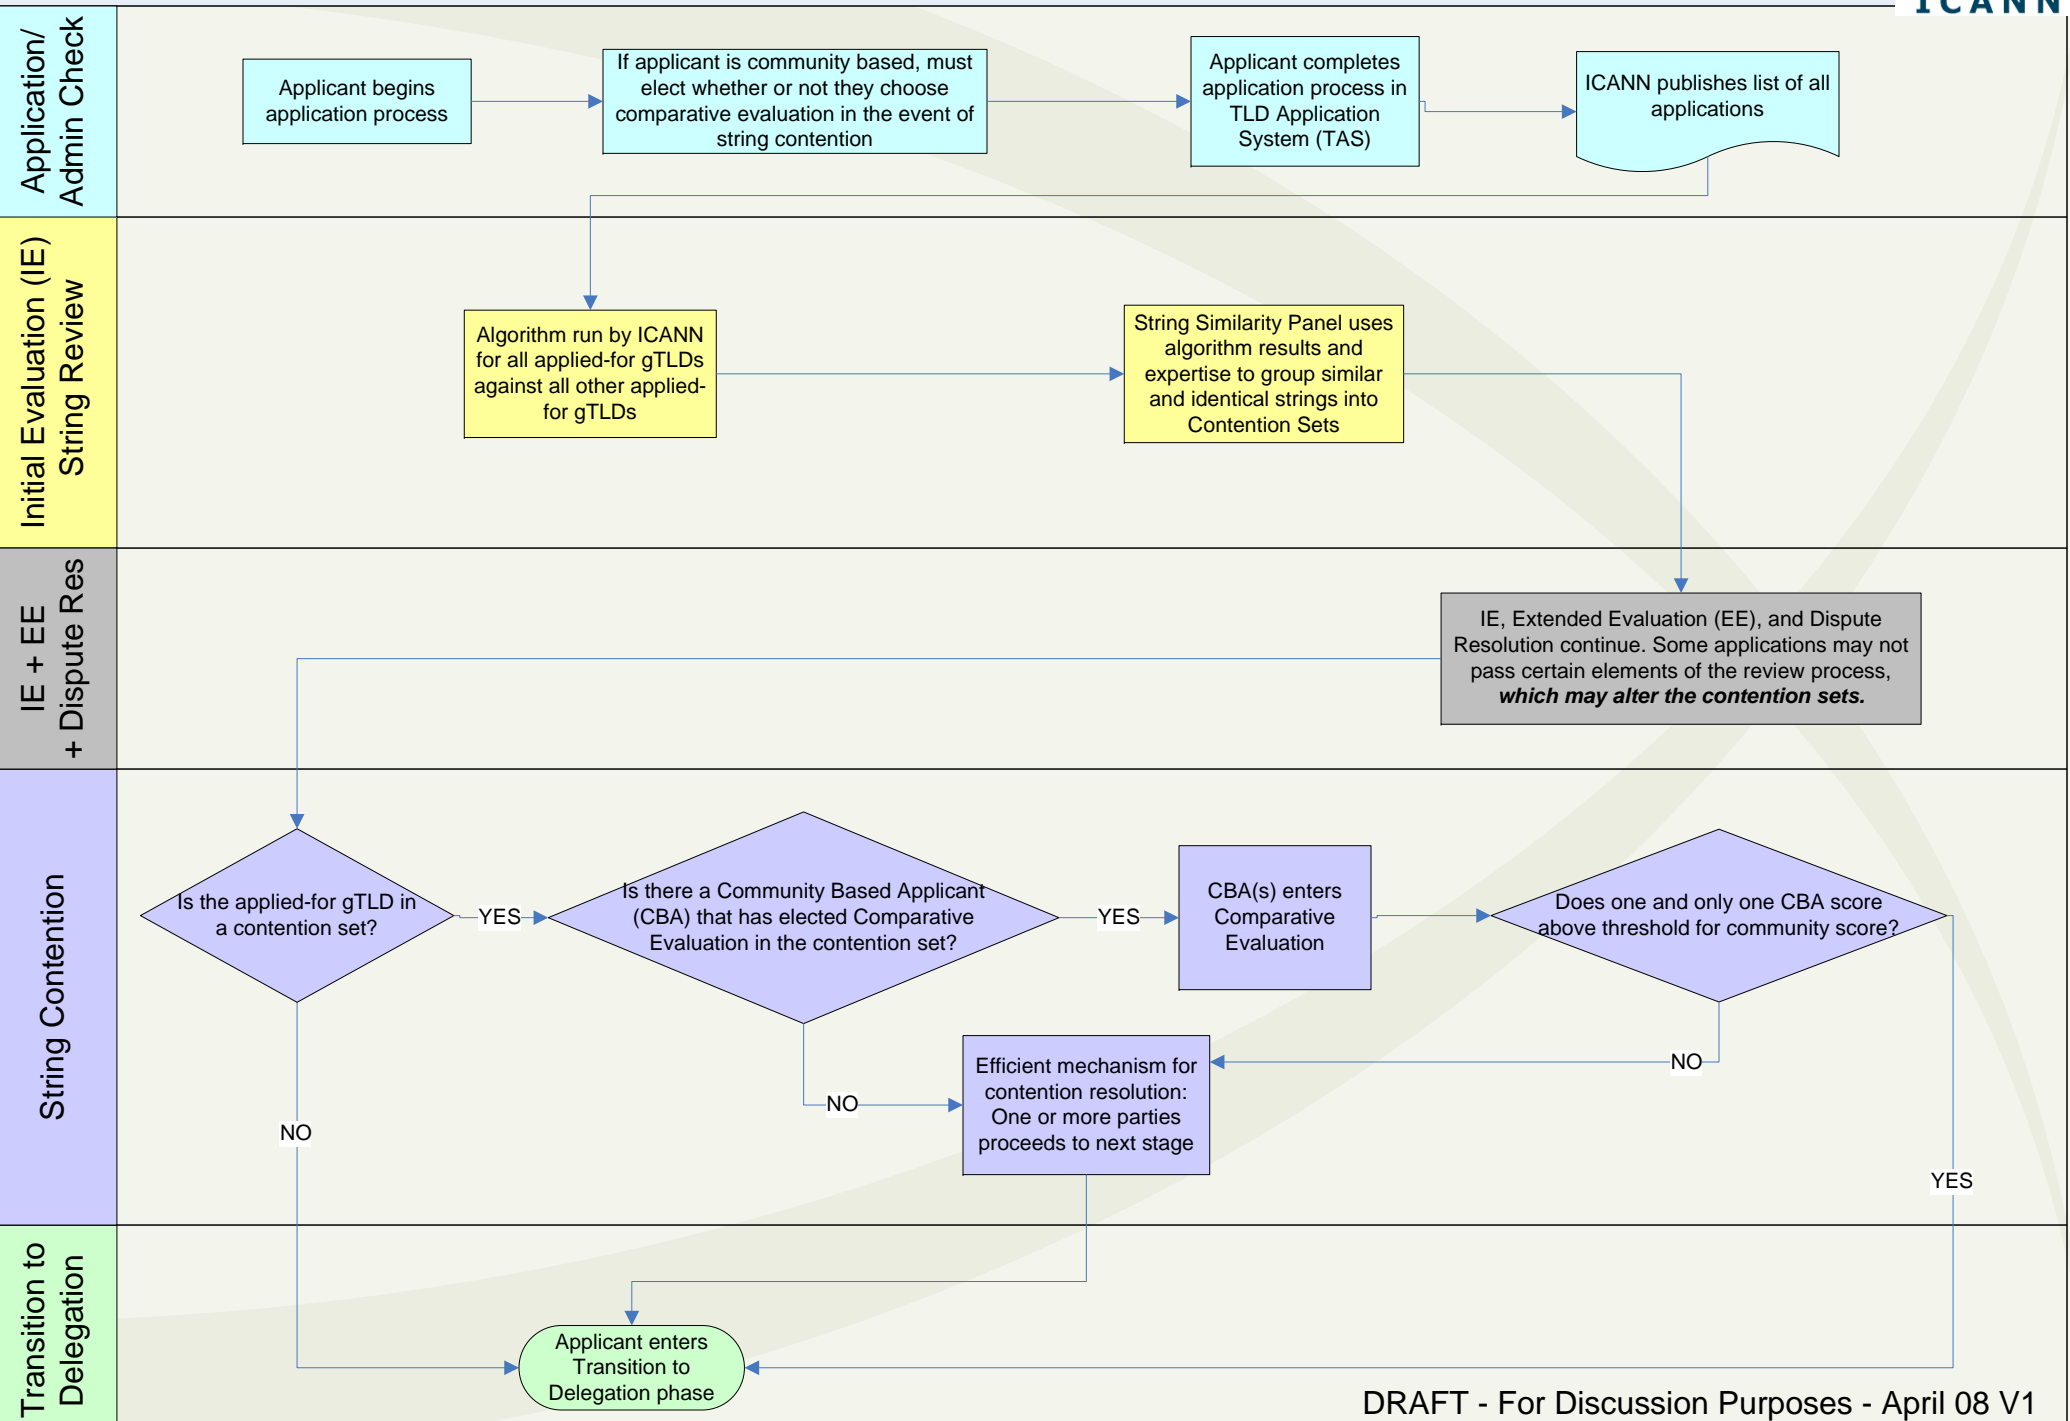 ICANN
Application/
Admin Check
Applicant begins
application process
If applicant is community based, must
elect whether or not they choose
comparative evaluation in the event of
string contention
Applicant completes
application process in
TLD Application
System (TAS)
ICANN publishes list of all
applications
Initial Evaluation (IE)
String Review
Algorithm run by ICANN
for all applied-for gTLDs
against all other applied-
for gTLDs
String Similarity Panel uses
algorithm results and
expertise to group similar
and identical strings into
Contention Sets
IE + EE
+ Dispute Res
IE, Extended Evaluation (EE), and Dispute
Resolution continue. Some applications may not
pass certain elements of the review process,
which may alter the contention sets.
String Contention
Is the applied-for gTLD in
a contention set?
YES
Is there a Community Based Applicant
(CBA) that has elected Comparative
Evaluation in the contention set?
YES
CBA(s) enters
Comparative
Evaluation
Does one and only one CBA score
above threshold for community score?
NO
NO
Efficient mechanism for
contention resolution:
One or more parties
proceeds to next stage
NO
YES
Transition to
Delegation
Applicant enters
Transition to
Delegation phase
DRAFT - For Discussion Purposes - April 08 V1